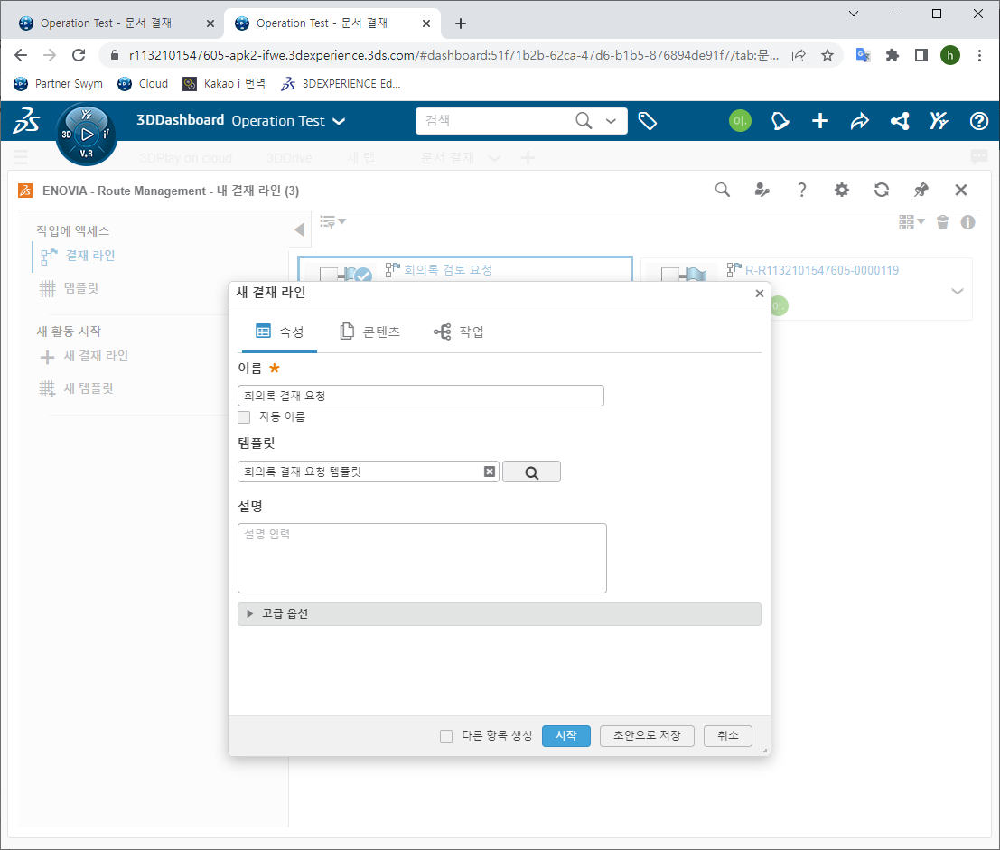 Operation Test - 문서 결재
Operation Test - 문서 결재
r1132101547605-apk2-ifwe.3dexperience.3ds.com/#dashboard:51f71b2b-62ca-47d6-b1b5-876894de91f7/tab:문...
h
Partner Swym
Cloud
Kakao i 번역
3DEXPERIENCE Ed...
3D
V.R
3DDashboard Operation Test
검색
이.
3DPlay on cloud
3DDrive
새 탭
문서 결재
ENOVIA - Route Management - 내 결재 라인 (3)
작업에 액세스
결재 라인
템플릿
새 활동 시작
새 결재 라인
새 템플릿
회의록 검토 요청
R-R1132101547605-0000119
이.
새 결재 라인
속성
콘텐츠
작업
이름 *
회의록 결재 요청
자동 이름
템플릿
회의록 결재 요청 템플릿
설명
설명 입력
고급 옵션
다른 항목 생성
시작
초안으로 저장
취소